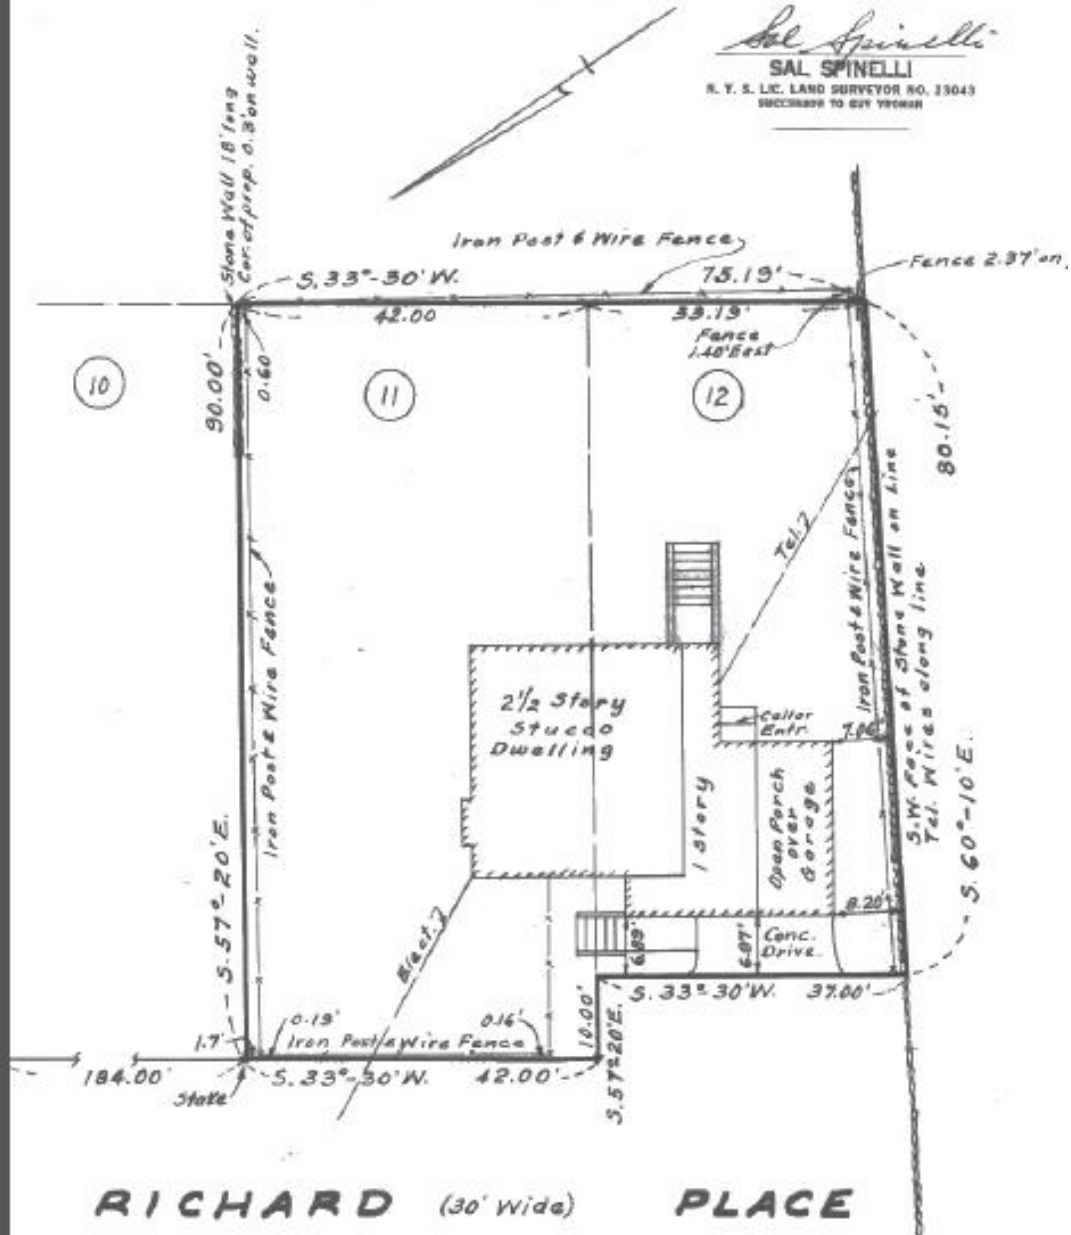 Sal Spinelli
SAL SPINELLI
N. Y. S. LIC. LAND SURVEYOR NO. 23043
SUCCESSOR TO GUY VROMAN
Stone Wall 18' long
Cor. of prop. 0.3' on wall.
Iron Post & Wire Fence
Fence 2.37' on
S. 33°-30' W.
75.19'
42.00
33.19'
Fence
1.40' East
90.00'
0.60
10
11
12
80.15'
Tel.
Iron Post & Wire Fence
S.W. Face of Stone Wall on Line
Tel. Wires along line
Iron Post & Wire Fence
2 1/2 Story
Stucco
Dwelling
Cellar
Entr.
7.06'
1 Story
Open Porch
over
Garage
S. 57°-20' E.
S. 60°-10' E.
8.20'
Elect.
6.89'
6.87'
Conc.
Drive
S. 33°-30' W.
37.00'
10.00'
S. 57°20' E.
1.7'
0.13'
0.16'
Iron Post & Wire Fence
184.00'
S. 33°-30' W.
42.00'
Stake
RICHARD (30' Wide) PLACE